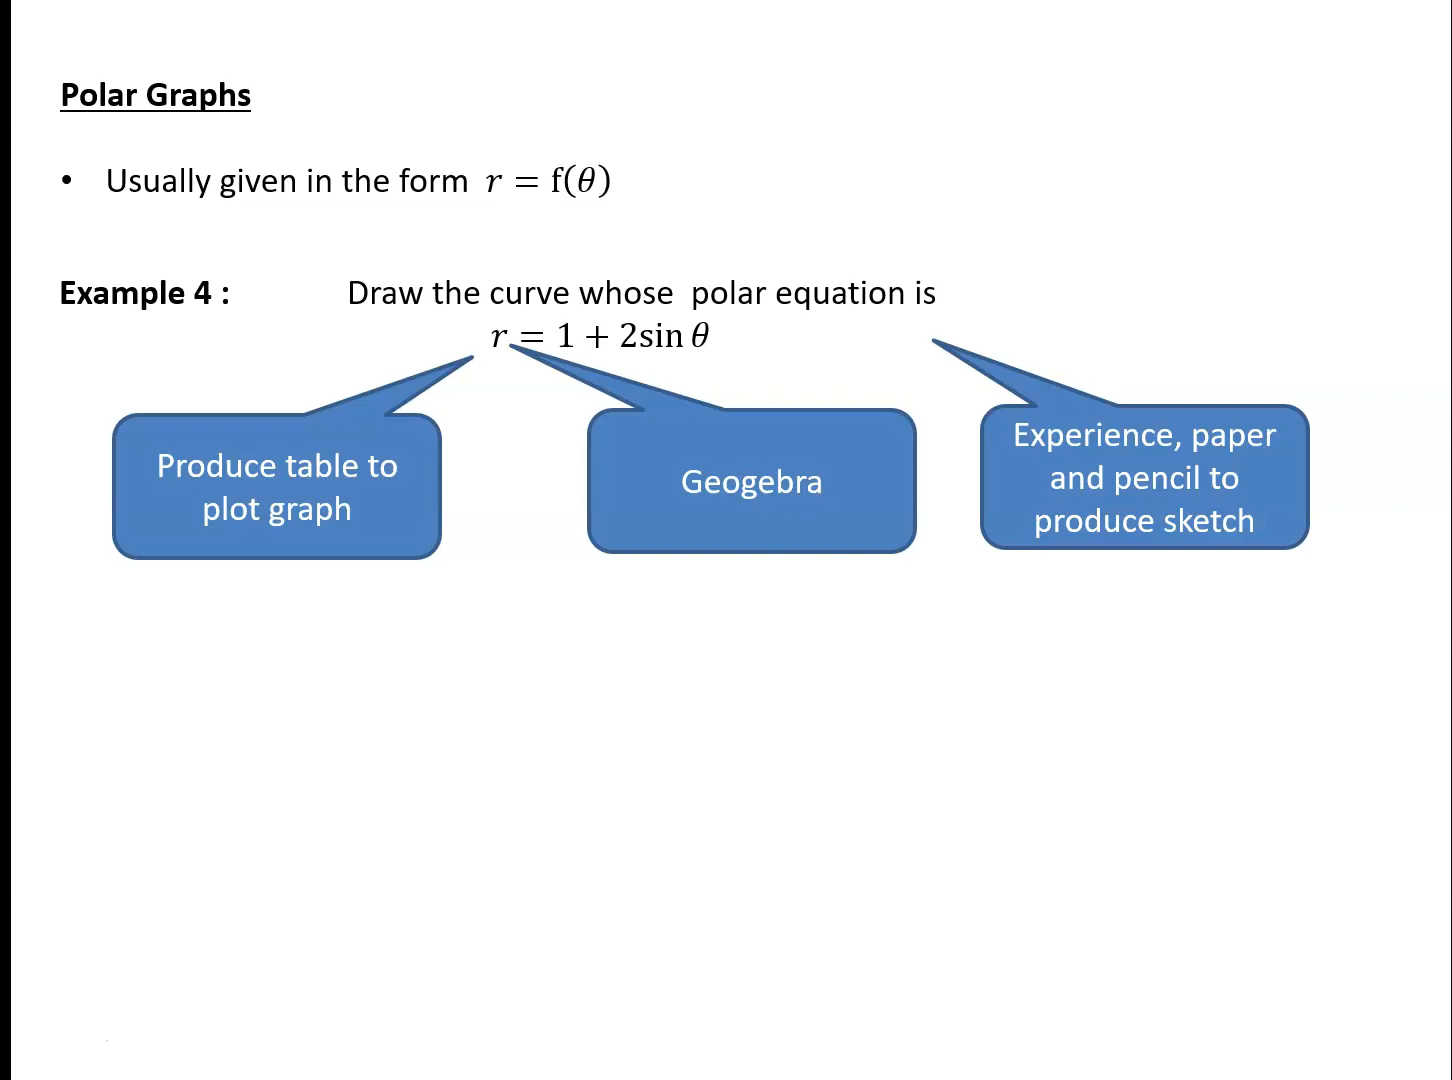 Polar Graphs
• Usually given in the form r = f(θ)
Example 4 : Draw the curve whose polar equation is
r = 1 + 2sin θ
Produce table to
plot graph
Geogebra
Experience, paper
and pencil to
produce sketch